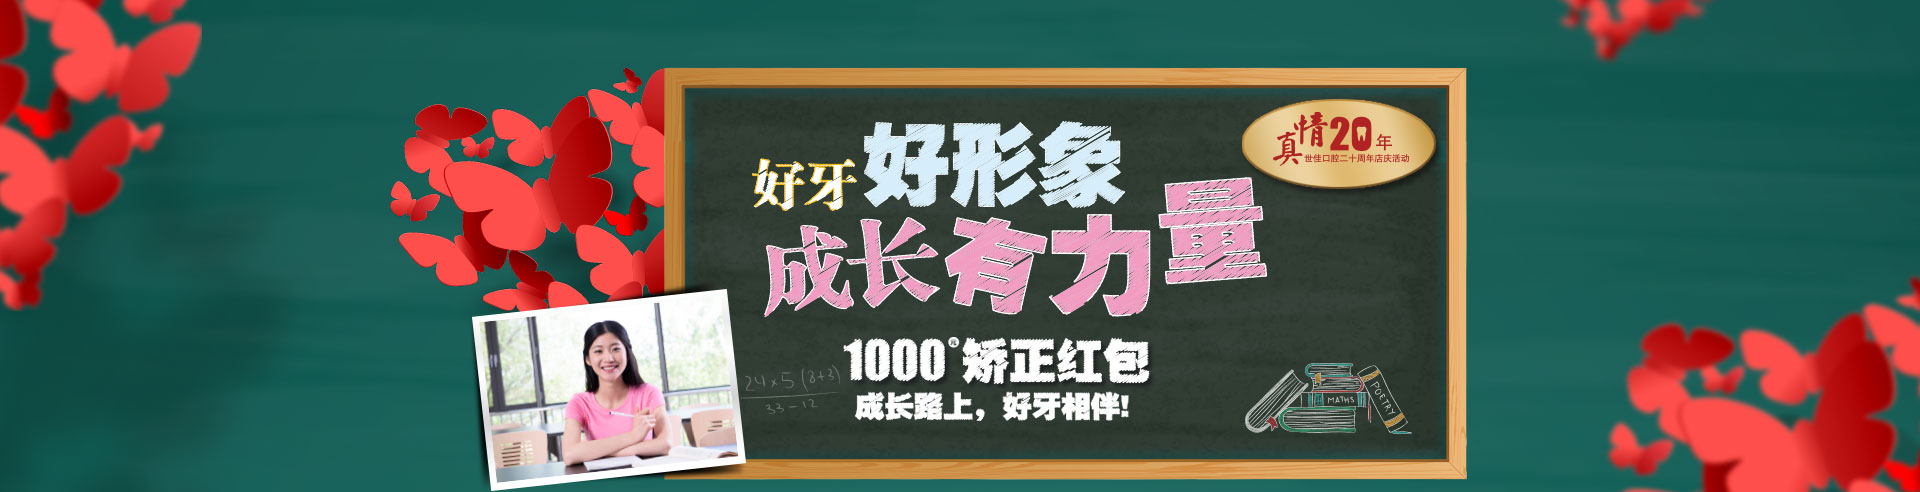 真情20年
世佳口腔二十周年店庆活动
好牙好形象
成长有力量
1000元矫正红包
成长路上，好牙相伴!
24×5(8+3)
33-12
MATHS
POETRY